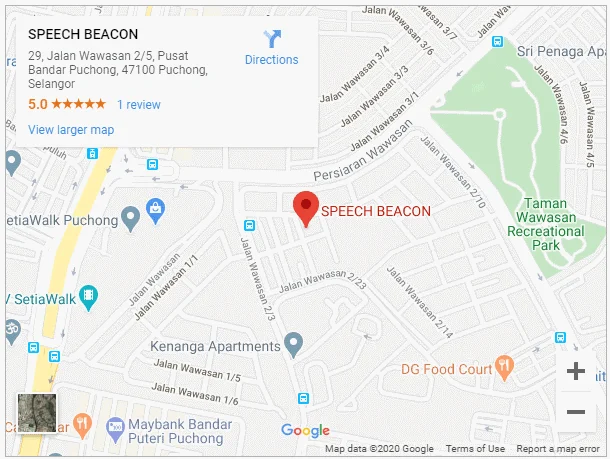 SPEECH BEACON
29, Jalan Wawasan 2/5, Pusat
Bandar Puchong, 47100 Puchong,
Selangor
5.0 ★★★★★ 1 review
View larger map
Directions
Jalan Wawasan 3/7
Jalan Wawasan 3/6
Jalan Wawasan 3/4
Jalan Wawasan 3/3
Jalan Wawasan 3/1
Sri Penaga Apa
Jalan Wawasan 4/6
Jalan Wawasan 4/5
Persiaran Wawasan
Jalan Wawasan 2/10
Puluh
SetiaWalk Puchong
SPEECH BEACON
Taman
Wawasan
Recreational
Park
Jalan Wawasan
Jalan Wawasan 1/1
Jalan Wawasan 2/3
Jalan Wawasan 2/23
Jalan Wawasan 2/14
V SetiaWalk
Kenanga Apartments
Jalan Wawasan 1/5
Jalan Wawasan 1/6
DG Food Court
Maybank Bandar
Puteri Puchong
+
−
Google
Map data ©2020 Google Terms of Use Report a map error